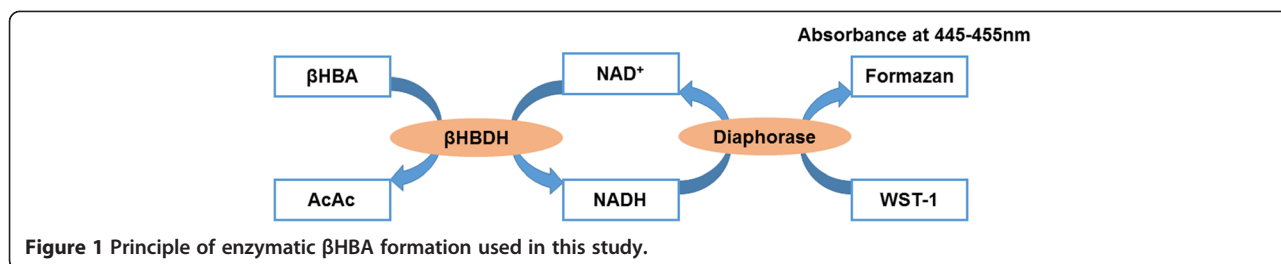 Absorbance at 445-455nm
βHBA
NAD⁺
Formazan
βHBDH
Diaphorase
AcAc
NADH
WST-1
Figure 1 Principle of enzymatic βHBA formation used in this study.